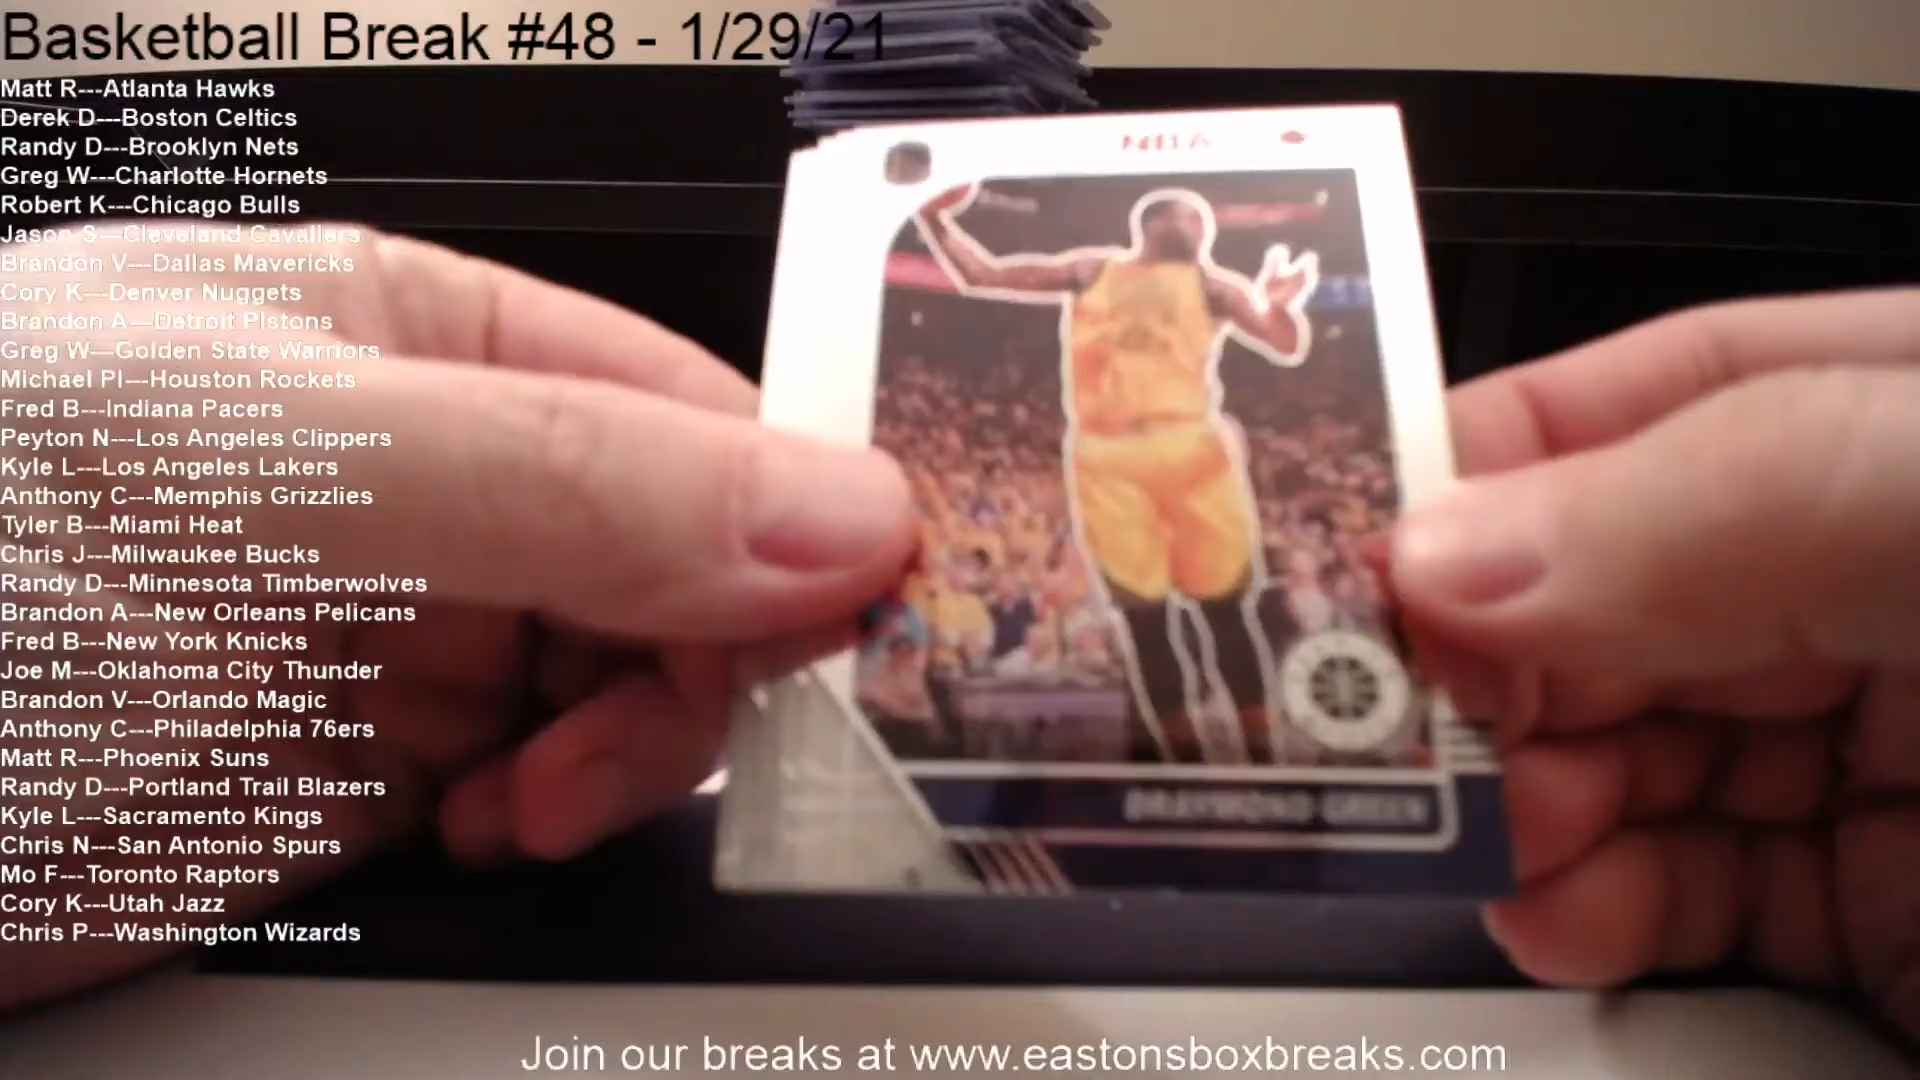 Basketball Break #48 - 1/29/21
Matt R---Atlanta Hawks
Derek D---Boston Celtics
Randy D---Brooklyn Nets
Greg W---Charlotte Hornets
Robert K---Chicago Bulls
Jason S---Cleveland Cavaliers
Brandon V---Dallas Mavericks
Cory K---Denver Nuggets
Brandon A---Detroit Pistons
Greg W---Golden State Warriors
Michael Pl---Houston Rockets
Fred B---Indiana Pacers
Peyton N---Los Angeles Clippers
Kyle L---Los Angeles Lakers
Anthony C---Memphis Grizzlies
Tyler B---Miami Heat
Chris J---Milwaukee Bucks
Randy D---Minnesota Timberwolves
Brandon A---New Orleans Pelicans
Fred B---New York Knicks
Joe M---Oklahoma City Thunder
Brandon V---Orlando Magic
Anthony C---Philadelphia 76ers
Matt R---Phoenix Suns
Randy D---Portland Trail Blazers
Kyle L---Sacramento Kings
Chris N---San Antonio Spurs
Mo F---Toronto Raptors
Cory K---Utah Jazz
Chris P---Washington Wizards
DRAYMOND GREEN
Join our breaks at www.eastonsboxbreaks.com